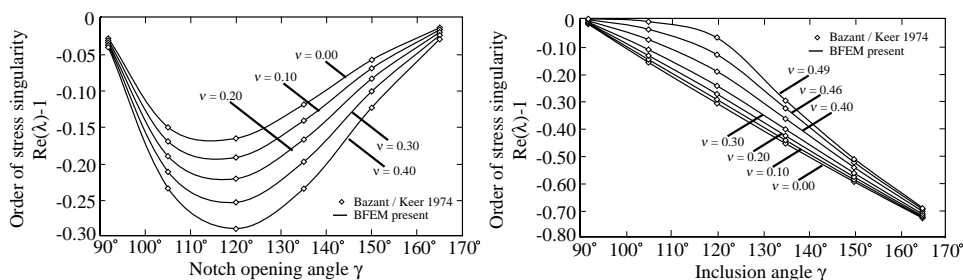 Order of stress singularity
Re(λ)-1
0
-0.05
-0.10
-0.15
-0.20
-0.25
-0.30
90° 100° 110° 120° 130° 140° 150° 160° 170°
Notch opening angle γ
ν = 0.00
ν = 0.10
ν = 0.20
ν = 0.30
ν = 0.40
Bazant / Keer 1974
BFEM present
Order of stress singularity
Re(λ)-1
0
-0.10
-0.20
-0.30
-0.40
-0.50
-0.60
-0.70
-0.80
90° 100° 110° 120° 130° 140° 150° 160° 170°
Inclusion angle γ
Bazant / Keer 1974
BFEM present
ν = 0.49
ν = 0.46
ν = 0.40
ν = 0.30
ν = 0.20
ν = 0.10
ν = 0.00